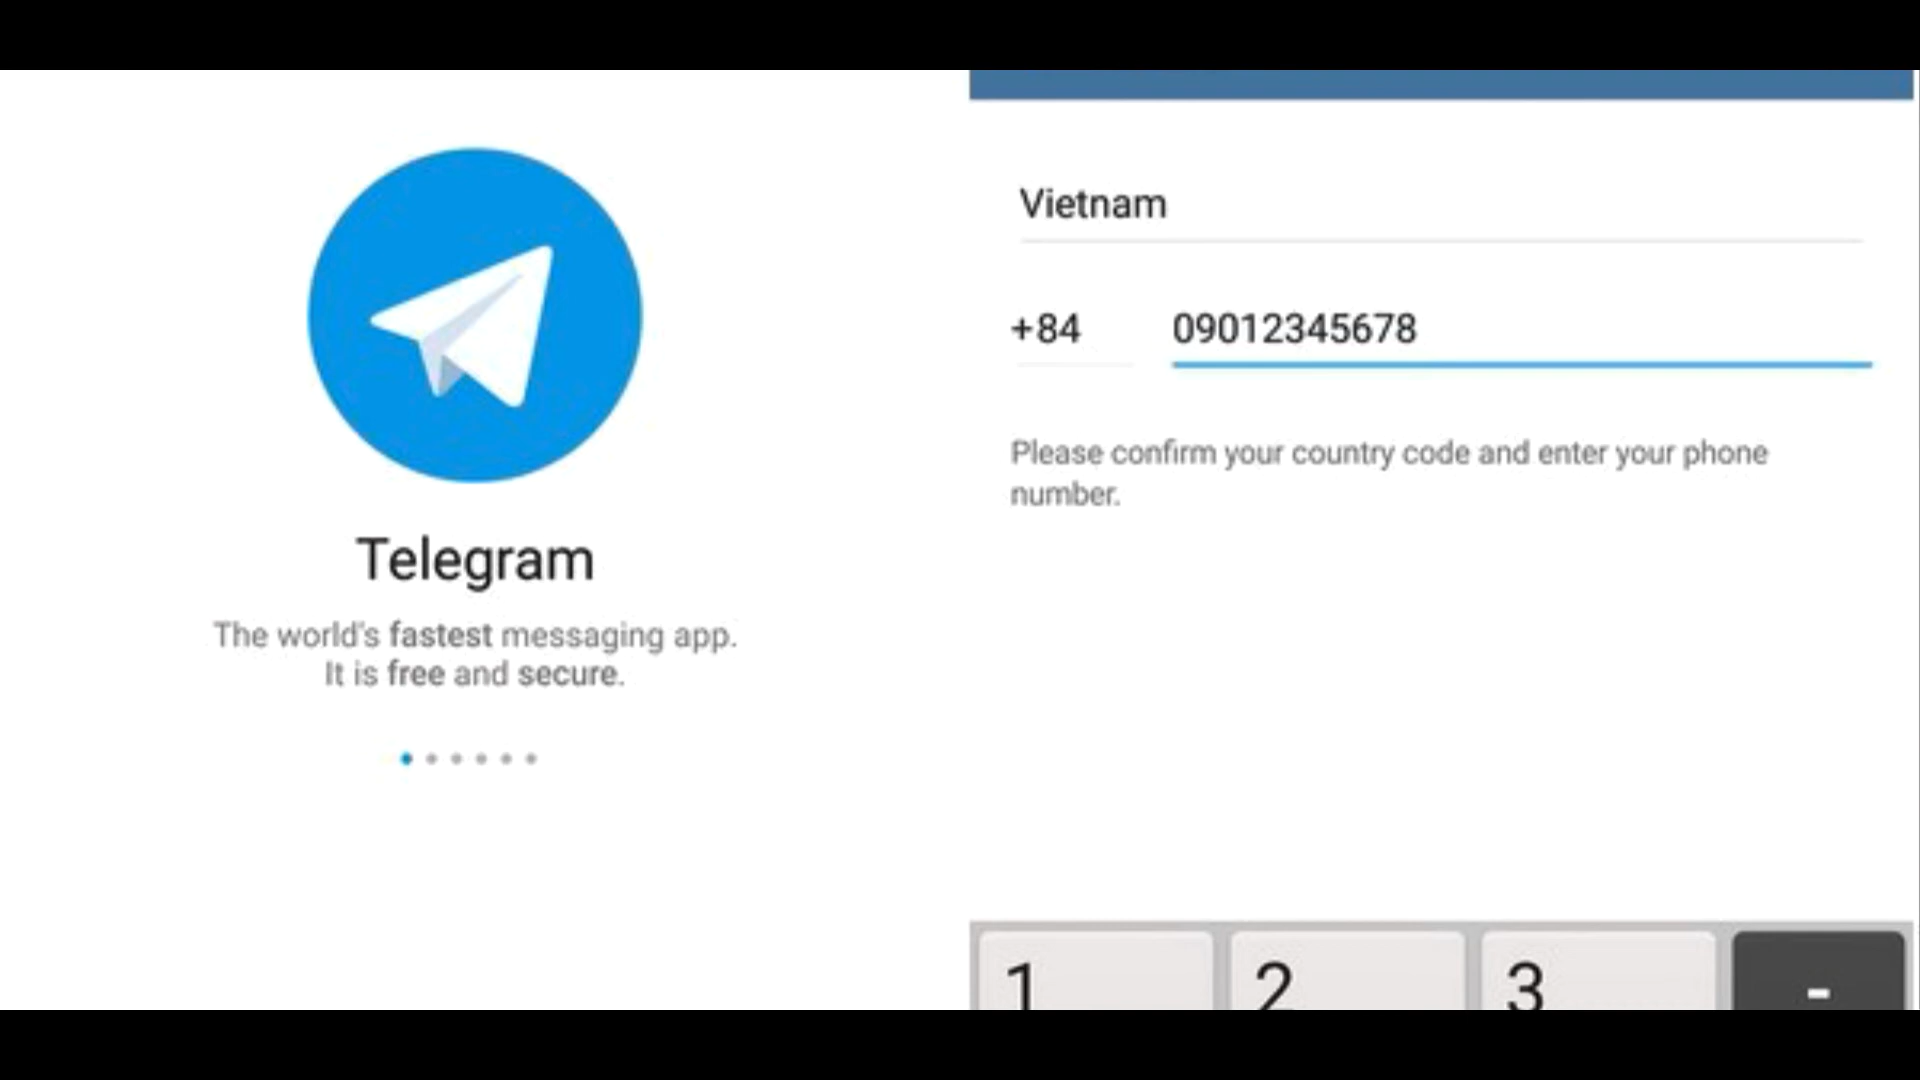 Telegram
The world's fastest messaging app.
It is free and secure.
Vietnam
+84 09012345678
Please confirm your country code and enter your phone
number.
1 2 3 -